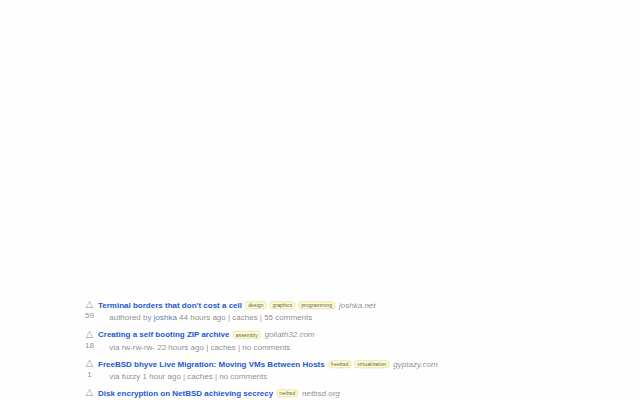 Terminal borders that don't cost a cell design graphics programming joshka.net
59 authored by joshka 44 hours ago | caches | 55 comments
Creating a self booting ZIP archive assembly goliath32.com
18 via rw-rw-rw- 22 hours ago | caches | no comments
FreeBSD bhyve Live Migration: Moving VMs Between Hosts freebsd virtualization gyptazy.com
1 via fuzzy 1 hour ago | caches | no comments
Disk encryption on NetBSD achieving secrecy netbsd netbsd.org